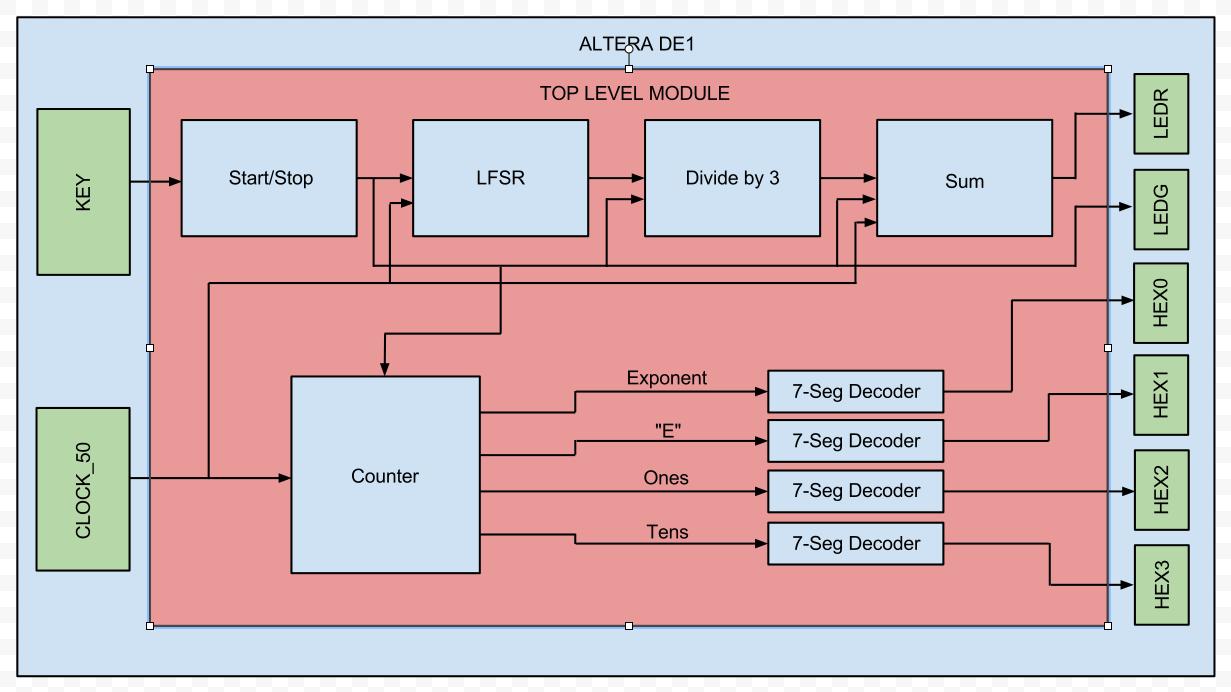 ALTERA DE1
TOP LEVEL MODULE
KEY
Start/Stop
LFSR
Divide by 3
Sum
LEDR
LEDG
HEX0
HEX1
HEX2
HEX3
CLOCK_50
Counter
Exponent
7-Seg Decoder
"E"
7-Seg Decoder
Ones
7-Seg Decoder
Tens
7-Seg Decoder